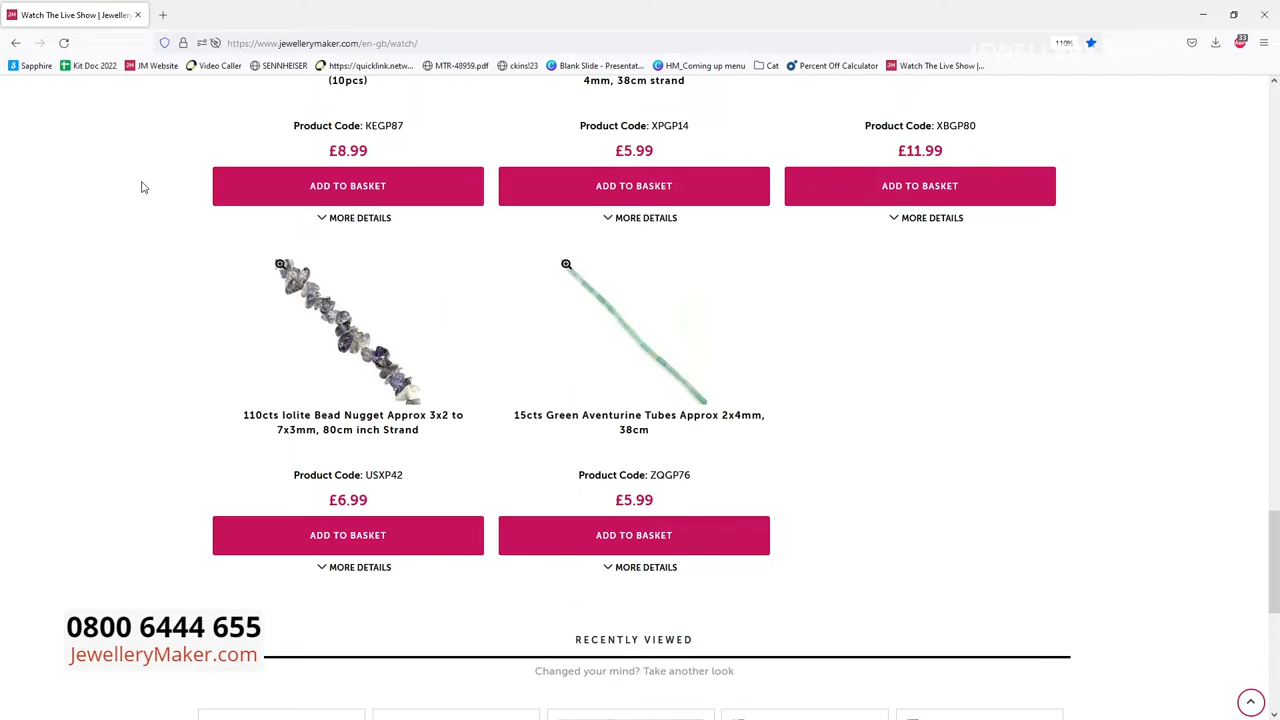 Watch The Live Show | Jewellery
https://www.jewellerymaker.com/en-gb/watch/
110%
33
Sapphire
Kit Doc 2022
JM Website
Video Caller
SENNHEISER
https://quicklink.netw...
MTR-48959.pdf
ckins!23
Blank Slide - Presentat...
HM_Coming up menu
Cat
Percent Off Calculator
Watch The Live Show |...
(10pcs)
4mm, 38cm strand
Product Code: KEGP87
Product Code: XPGP14
Product Code: XBGP80
£8.99
£5.99
£11.99
ADD TO BASKET
ADD TO BASKET
ADD TO BASKET
MORE DETAILS
MORE DETAILS
MORE DETAILS
110cts Iolite Bead Nugget Approx 3x2 to
7x3mm, 80cm inch Strand
15cts Green Aventurine Tubes Approx 2x4mm,
38cm
Product Code: USXP42
Product Code: ZQGP76
£6.99
£5.99
ADD TO BASKET
ADD TO BASKET
MORE DETAILS
MORE DETAILS
0800 6444 655
JewelleryMaker.com
RECENTLY VIEWED
Changed your mind? Take another look